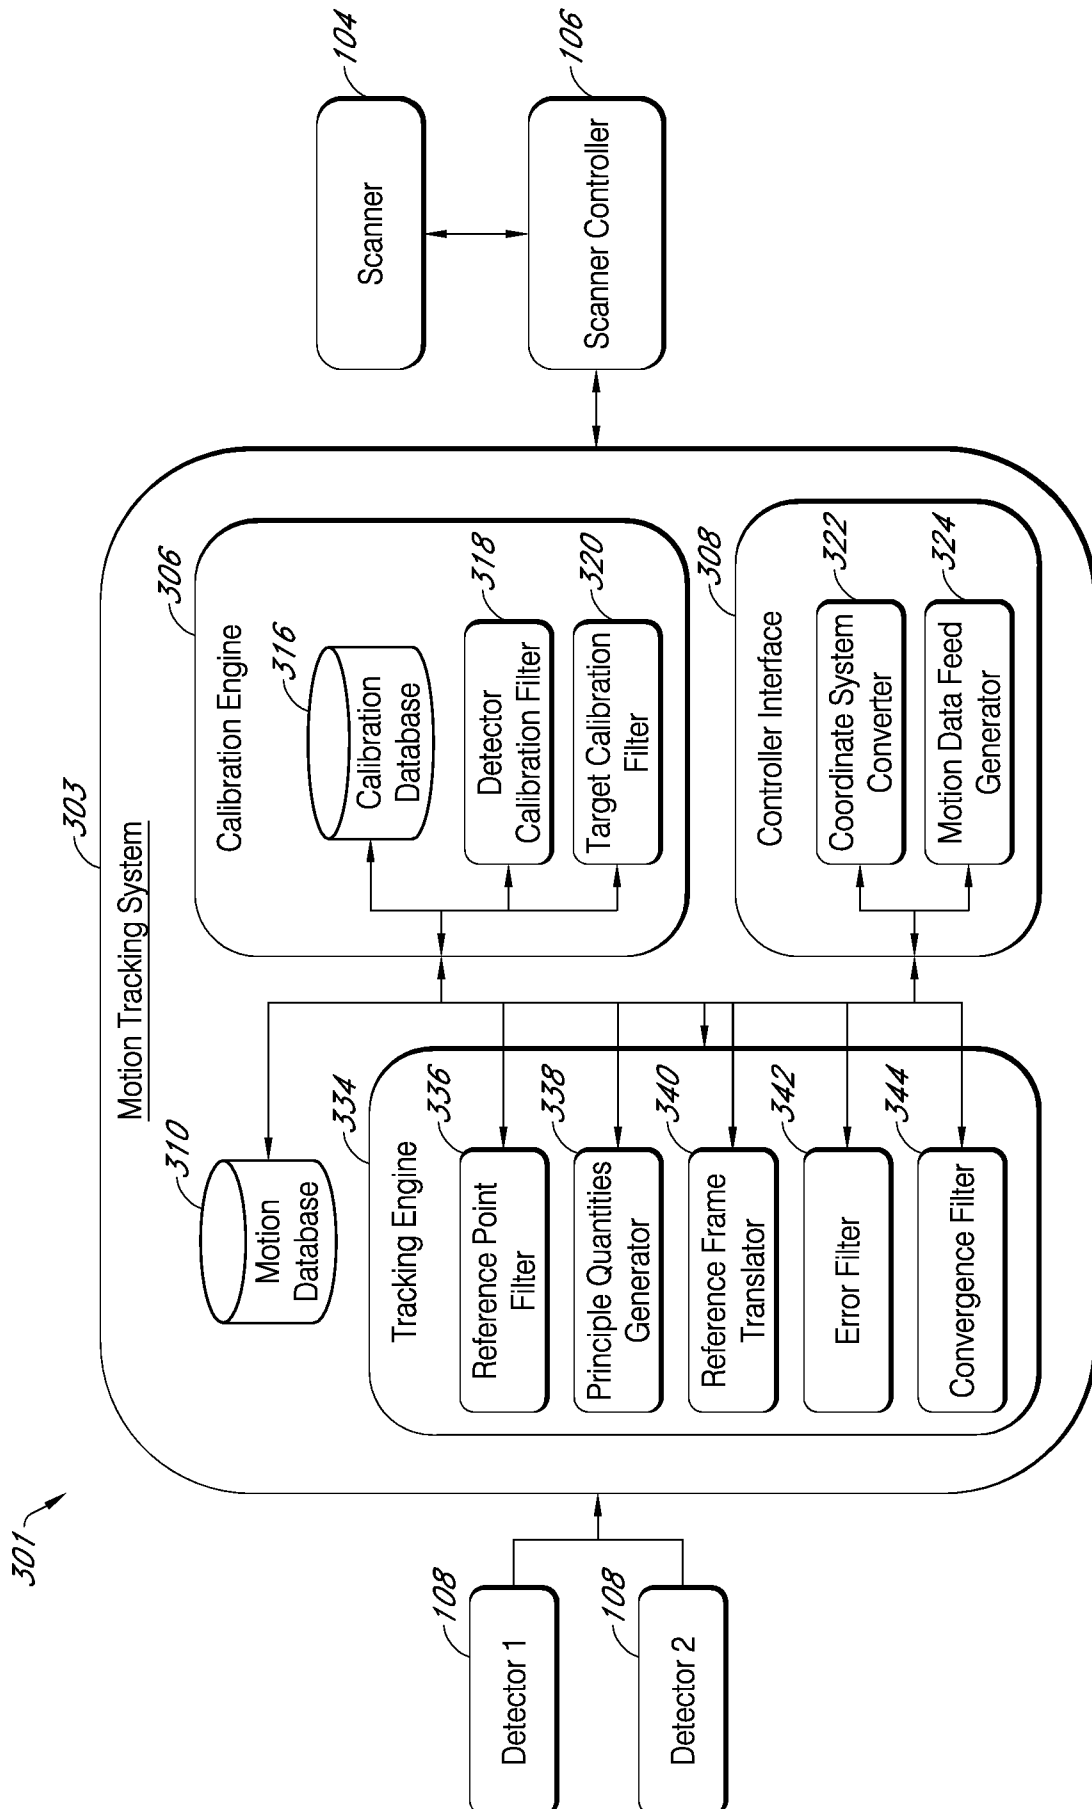 301
303
Motion Tracking System
108
Detector 1
108
Detector 2
310
Motion
Database
334
Tracking Engine
336
Reference Point
Filter
338
Principle Quantities
Generator
340
Reference Frame
Translator
342
Error Filter
344
Convergence Filter
306
Calibration Engine
316
Calibration
Database
318
Detector
Calibration Filter
320
Target Calibration
Filter
308
Controller Interface
322
Coordinate System
Converter
324
Motion Data Feed
Generator
104
Scanner
106
Scanner Controller